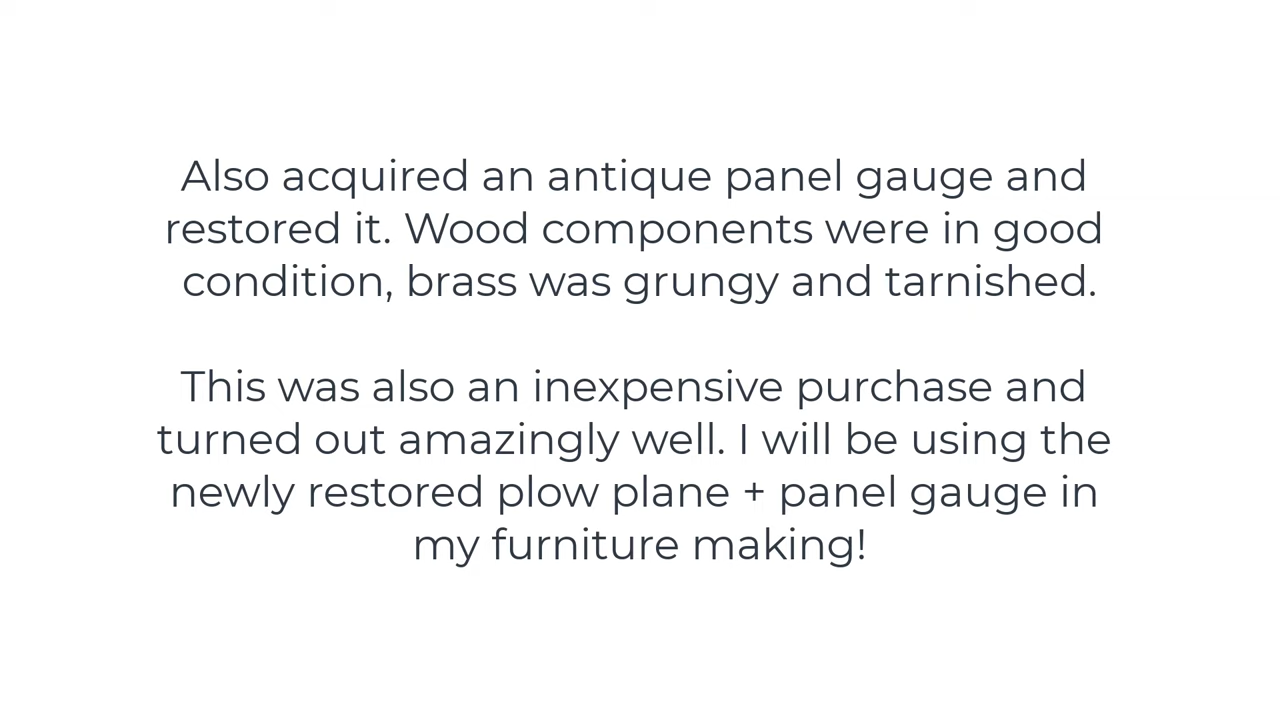 Also acquired an antique panel gauge and
restored it. Wood components were in good
condition, brass was grungy and tarnished.
This was also an inexpensive purchase and
turned out amazingly well. I will be using the
newly restored plow plane + panel gauge in
my furniture making!